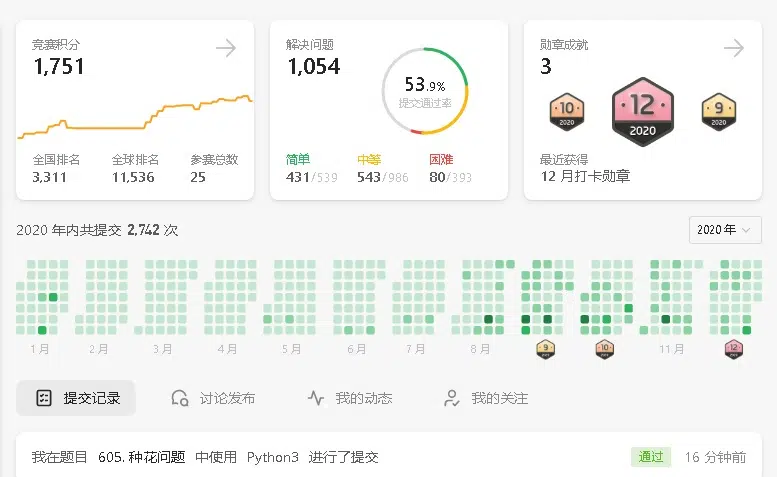 竞赛积分
1,751
全国排名 全球排名 参赛总数
3,311 11,536 25
解决问题
1,054
53.9%
提交通过率
简单 中等 困难
431/539 543/986 80/393
勋章成就
3
10 2020
12 2020
9 2020
最近获得
12 月打卡勋章
2020 年内共提交 2,742 次
2020 年
1 月 2 月 3 月 4 月 5 月 6 月 7 月 8 月 9 10 11 月 12
提交记录 讨论发布 我的动态 我的关注
我在题目 605. 种花问题 中使用 Python3 进行了提交 通过 16 分钟前